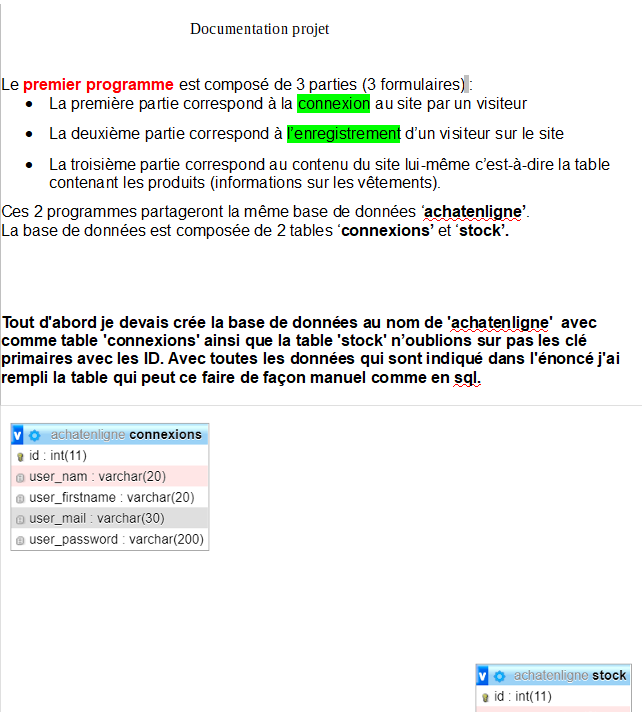 Documentation projet
Le premier programme est composé de 3 parties (3 formulaires) :
• La première partie correspond à la connexion au site par un visiteur
• La deuxième partie correspond à l'enregistrement d'un visiteur sur le site
• La troisième partie correspond au contenu du site lui-même c'est-à-dire la table
contenant les produits (informations sur les vêtements).
Ces 2 programmes partageront la même base de données ‘achatenligne’.
La base de données est composée de 2 tables ‘connexions’ et ‘stock’.
Tout d'abord je devais crée la base de données au nom de 'achatenligne' avec
comme table 'connexions' ainsi que la table 'stock' n’oublions sur pas les clé
primaires avec les ID. Avec toutes les données qui sont indiqué dans l'énoncé j'ai
rempli la table qui peut ce faire de façon manuel comme en sql.
v achatenligne connexions
id : int(11)
user_nam : varchar(20)
user_firstname : varchar(20)
user_mail : varchar(30)
user_password : varchar(200)
v achatenligne stock
id : int(11)